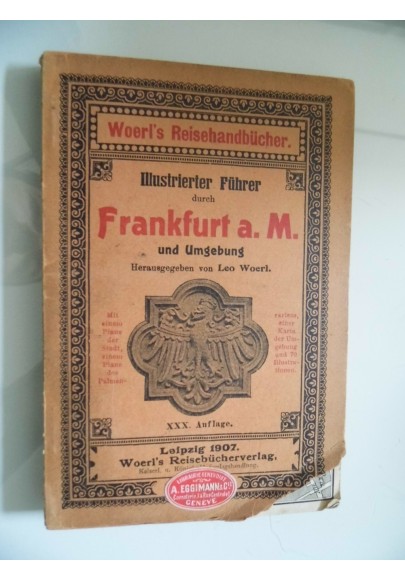 Woerl's Reisehandbücher.
Illustrierter Führer
durch
Frankfurt a. M.
und Umgebung
Herausgegeben von Leo Woerl.
Mit
einem
Plane
der
Stadt,
einem
Plane
des
Palmen-
gartens,
einer
Karte
der Um-
gebung
und
Illustra-
tionen.
XXX. Auflage.
Leipzig 1907.
Woerl's Reisebücherverlag.
A. EGGIMANN & Cie
GENÈVE